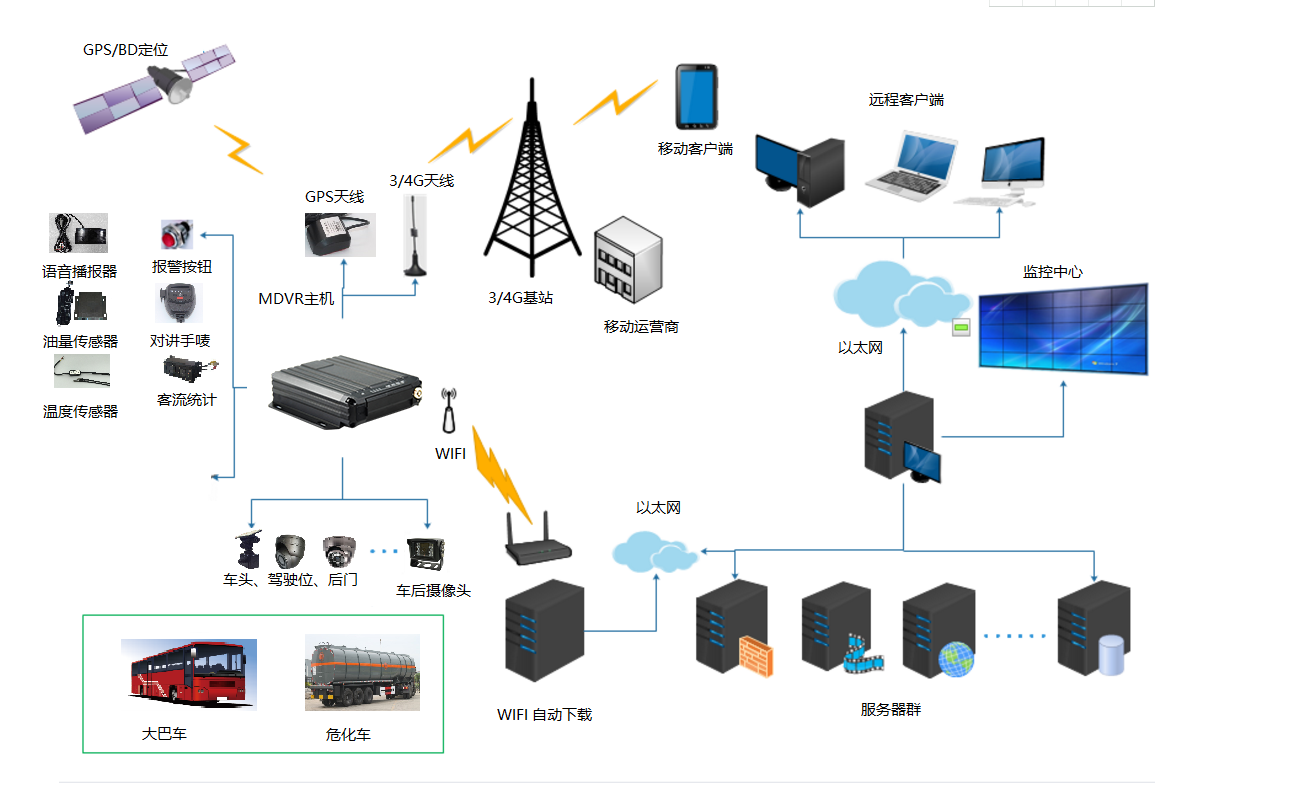 GPS/BD定位
远程客户端
移动客户端
3/4G天线
GPS天线
语音播报器
报警按钮
监控中心
MDVR主机
3/4G基站
移动运营商
油量传感器
对讲手唛
以太网
温度传感器
客流统计
WIFI
以太网
车头、驾驶位、后门
车后摄像头
WIFI 自动下载
服务器群
大巴车
危化车